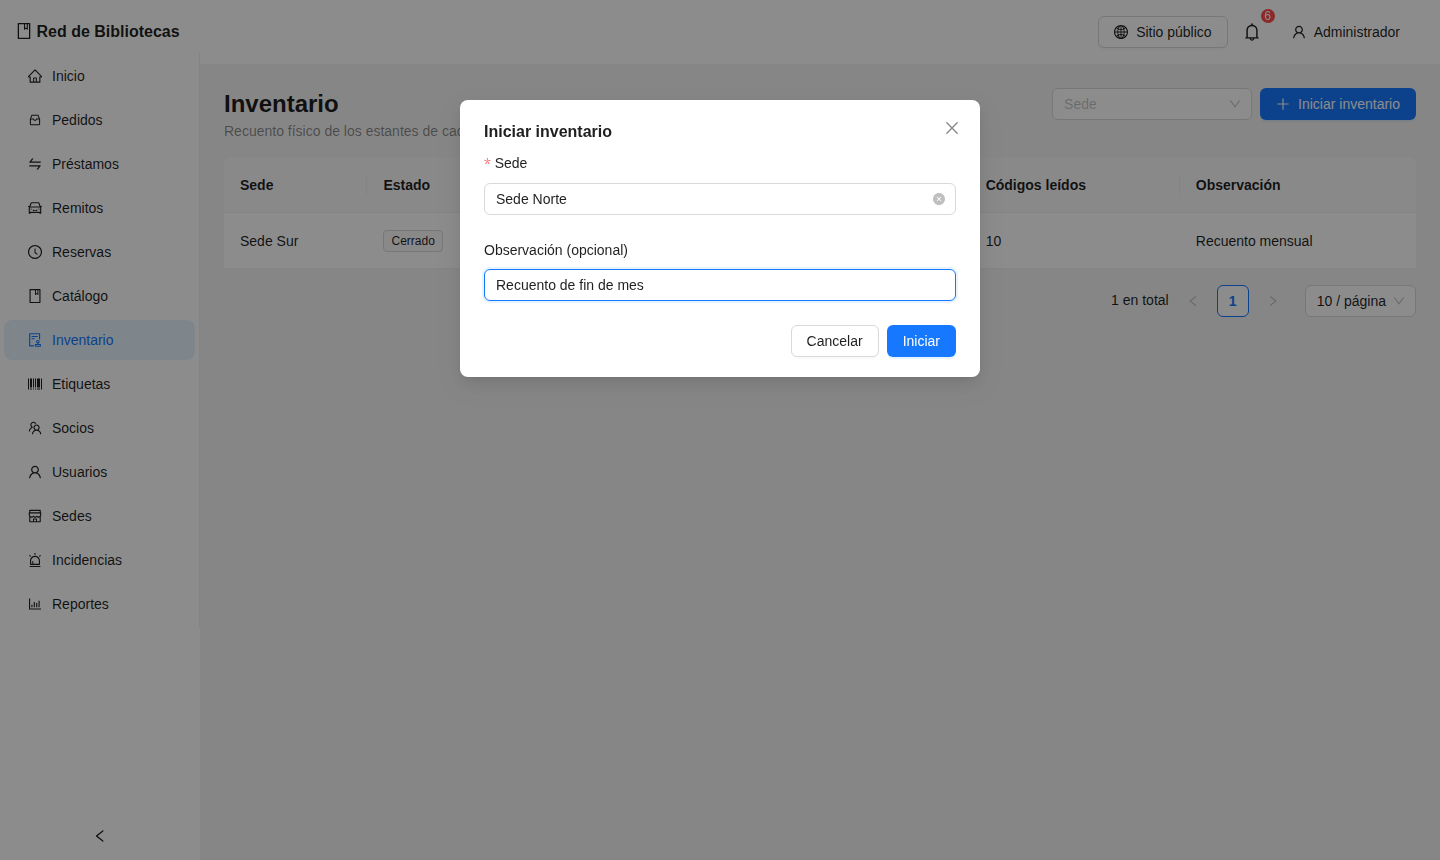 Red de Bibliotecas
Sitio público
6
Administrador
Inicio
Pedidos
Préstamos
Remitos
Reservas
Catálogo
Inventario
Etiquetas
Socios
Usuarios
Sedes
Incidencias
Reportes
Inventario
Recuento físico de los estantes de
Sede
Iniciar inventario
Sede
Estado
Códigos leídos
Observación
Sede Sur
Cerrado
10
Recuento mensual
1 en total
1
10 / página
Iniciar inventario
* Sede
Sede Norte
Observación (opcional)
Recuento de fin de mes
Cancelar
Iniciar